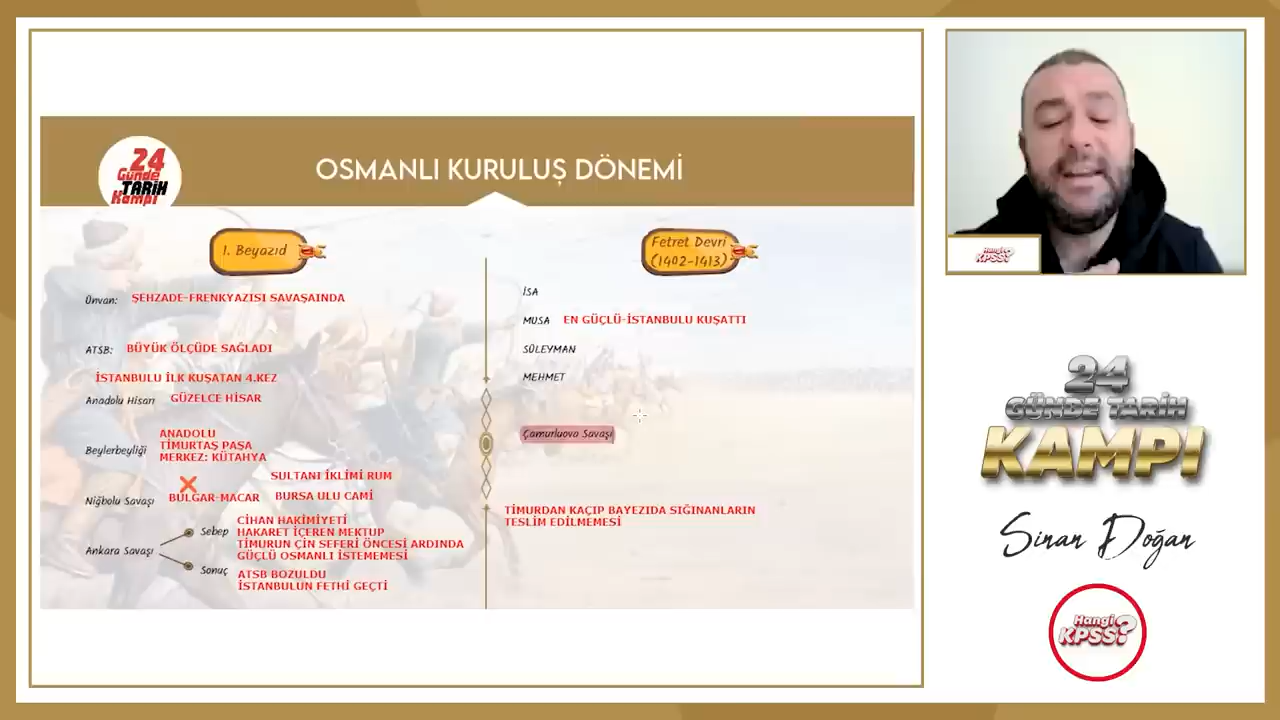 24
Günde
TARİH
Kampı
OSMANLI KURULUŞ DÖNEMİ
I. Beyazıd
Ünvan: ŞEHZADE-FRENKYAZISI SAVAŞAINDA
ATSB: BÜYÜK ÖLÇÜDE SAĞLADI
İSTANBULU İLK KUŞATAN 4.KEZ
Anadolu Hisarı GÜZELCE HİSAR
Beylerbeyliği
ANADOLU
TİMURTAŞ PAŞA
MERKEZ: KÜTAHYA
SULTANI İKLİMİ RUM
Niğbolu Savaşı BULGAR-MACAR BURSA ULU CAMİ
Ankara Savaşı
Sebep
CİHAN HAKİMİYETİ
HAKARET İÇEREN MEKTUP
TİMURUN ÇİN SEFERİ ÖNCESİ ARDINDA
GÜÇLÜ OSMANLI İSTEMEMESİ
Sonuç
ATSB BOZULDU
İSTANBULUN FETHİ GEÇTİ
Fetret Devri
(1402-1413)
İSA
MUSA EN GÜÇLÜ-İSTANBULU KUŞATTI
SÜLEYMAN
MEHMET
Çamurluova Savaşı
TİMURDAN KAÇIP BAYEZIDA SIĞINANLARIN
TESLİM EDİLMEMESİ
Hangi
KPSS?
24
GÜNDE TARİH
KAMPI
Sinan Doğan
Hangi
KPSS?